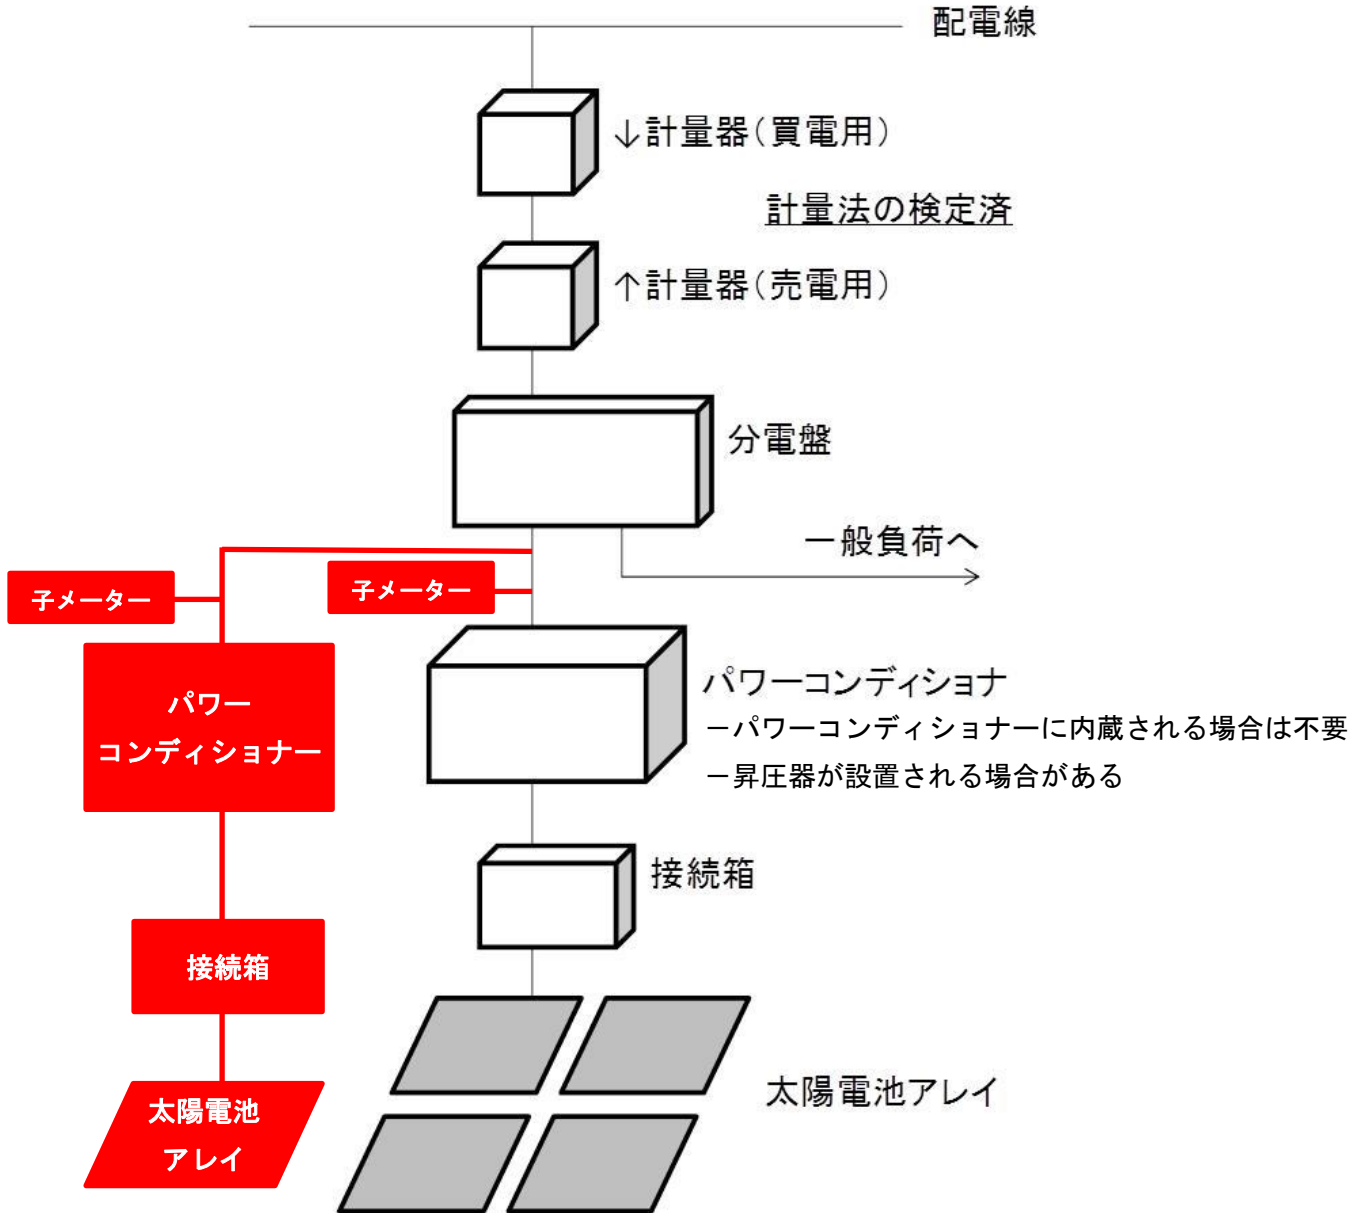 配電線
↓計量器(買電用)
計量法の検定済
↑計量器(売電用)
分電盤
一般負荷へ
子メーター
子メーター
パワー
コンディショナー
パワーコンディショナ
－パワーコンディショナーに内蔵される場合は不要
－昇圧器が設置される場合がある
接続箱
接続箱
太陽電池アレイ
太陽電池
アレイ